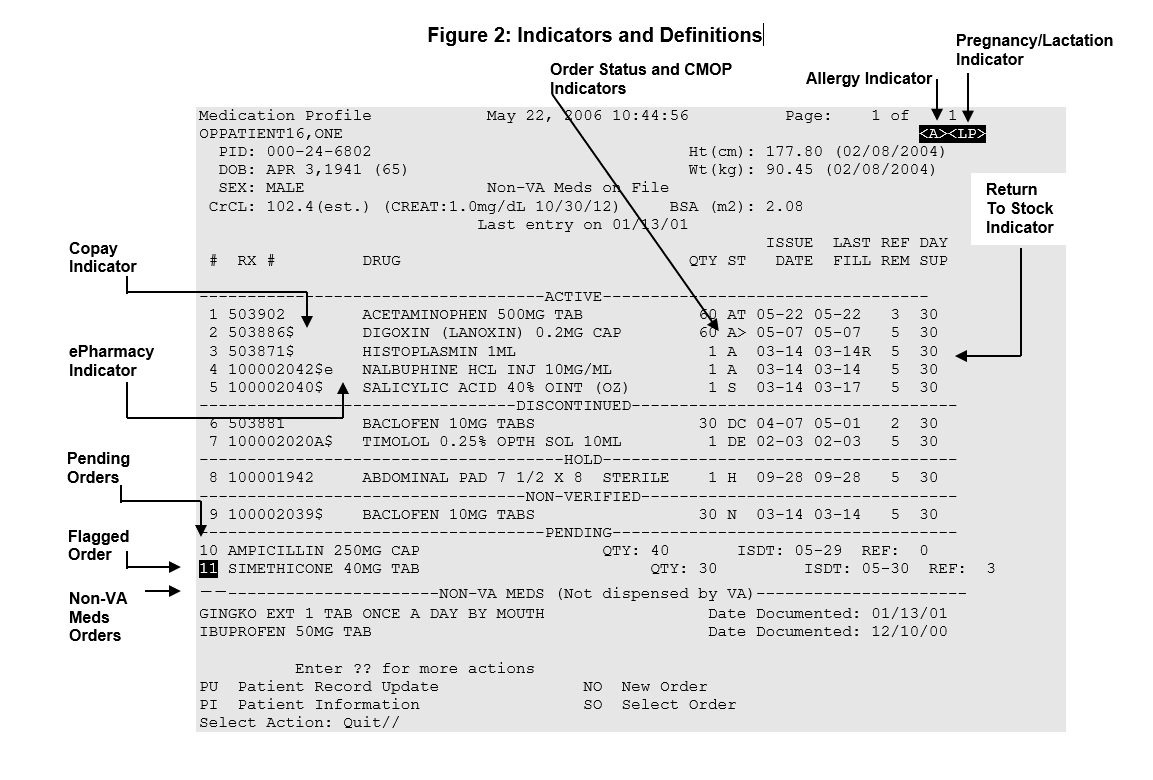 Figure 2: Indicators and Definitions
Pregnancy/Lactation
Indicator
Order Status and CMOP
Indicators
Allergy Indicator
Medication Profile May 22, 2006 10:44:56 Page: 1 of 1
OPPATIENT16,ONE <A><LP>
PID: 000-24-6802 Ht(cm): 177.80 (02/08/2004)
DOB: APR 3,1941 (65) Wt(kg): 90.45 (02/08/2004)
SEX: MALE Non-VA Meds on File
CrCL: 102.4(est.) (CREAT:1.0mg/dL 10/30/12) BSA (m2): 2.08
Last entry on 01/13/01
Return
To Stock
Indicator
Copay
Indicator
ISSUE LAST REF DAY
# RX # DRUG QTY ST DATE FILL REM SUP
------------------------------------ACTIVE----------------------------------
1 503902 ACETAMINOPHEN 500MG TAB 60 AT 05-22 05-22 3 30
2 503886$ DIGOXIN (LANOXIN) 0.2MG CAP 60 A> 05-07 05-07 5 30
3 503871$ HISTOPLASMIN 1ML 1 A 03-14 03-14R 5 30
4 100002042$e NALBUPHINE HCL INJ 10MG/ML 1 A 03-14 03-14 5 30
5 100002040$ SALICYLIC ACID 40% OINT (OZ) 1 S 03-14 03-17 5 30
ePharmacy
Indicator
---------------------------------DISCONTINUED----------------------------------
6 503881 BACLOFEN 10MG TABS 30 DC 04-07 05-01 2 30
7 100002020A$ TIMOLOL 0.25% OPTH SOL 10ML 1 DE 02-03 02-03 5 30
--------------------------------------HOLD-------------------------------------
8 100001942 ABDOMINAL PAD 7 1/2 X 8 STERILE 1 H 09-28 09-28 5 30
----------------------------------NON-VERIFIED---------------------------------
9 100002039$ BACLOFEN 10MG TABS 30 N 03-14 03-14 5 30
Pending
Orders
------------------------------------PENDING------------------------------------
10 AMPICILLIN 250MG CAP QTY: 40 ISDT: 05-29 REF: 0
11 SIMETHICONE 40MG TAB QTY: 30 ISDT: 05-30 REF: 3
Flagged
Order
Non-VA
Meds
Orders
-------------------------NON-VA MEDS (Not dispensed by VA)----------------------
GINGKO EXT 1 TAB ONCE A DAY BY MOUTH Date Documented: 01/13/01
IBUPROFEN 50MG TAB Date Documented: 12/10/00
Enter ?? for more actions
PU Patient Record Update NO New Order
PI Patient Information SO Select Order
Select Action: Quit//